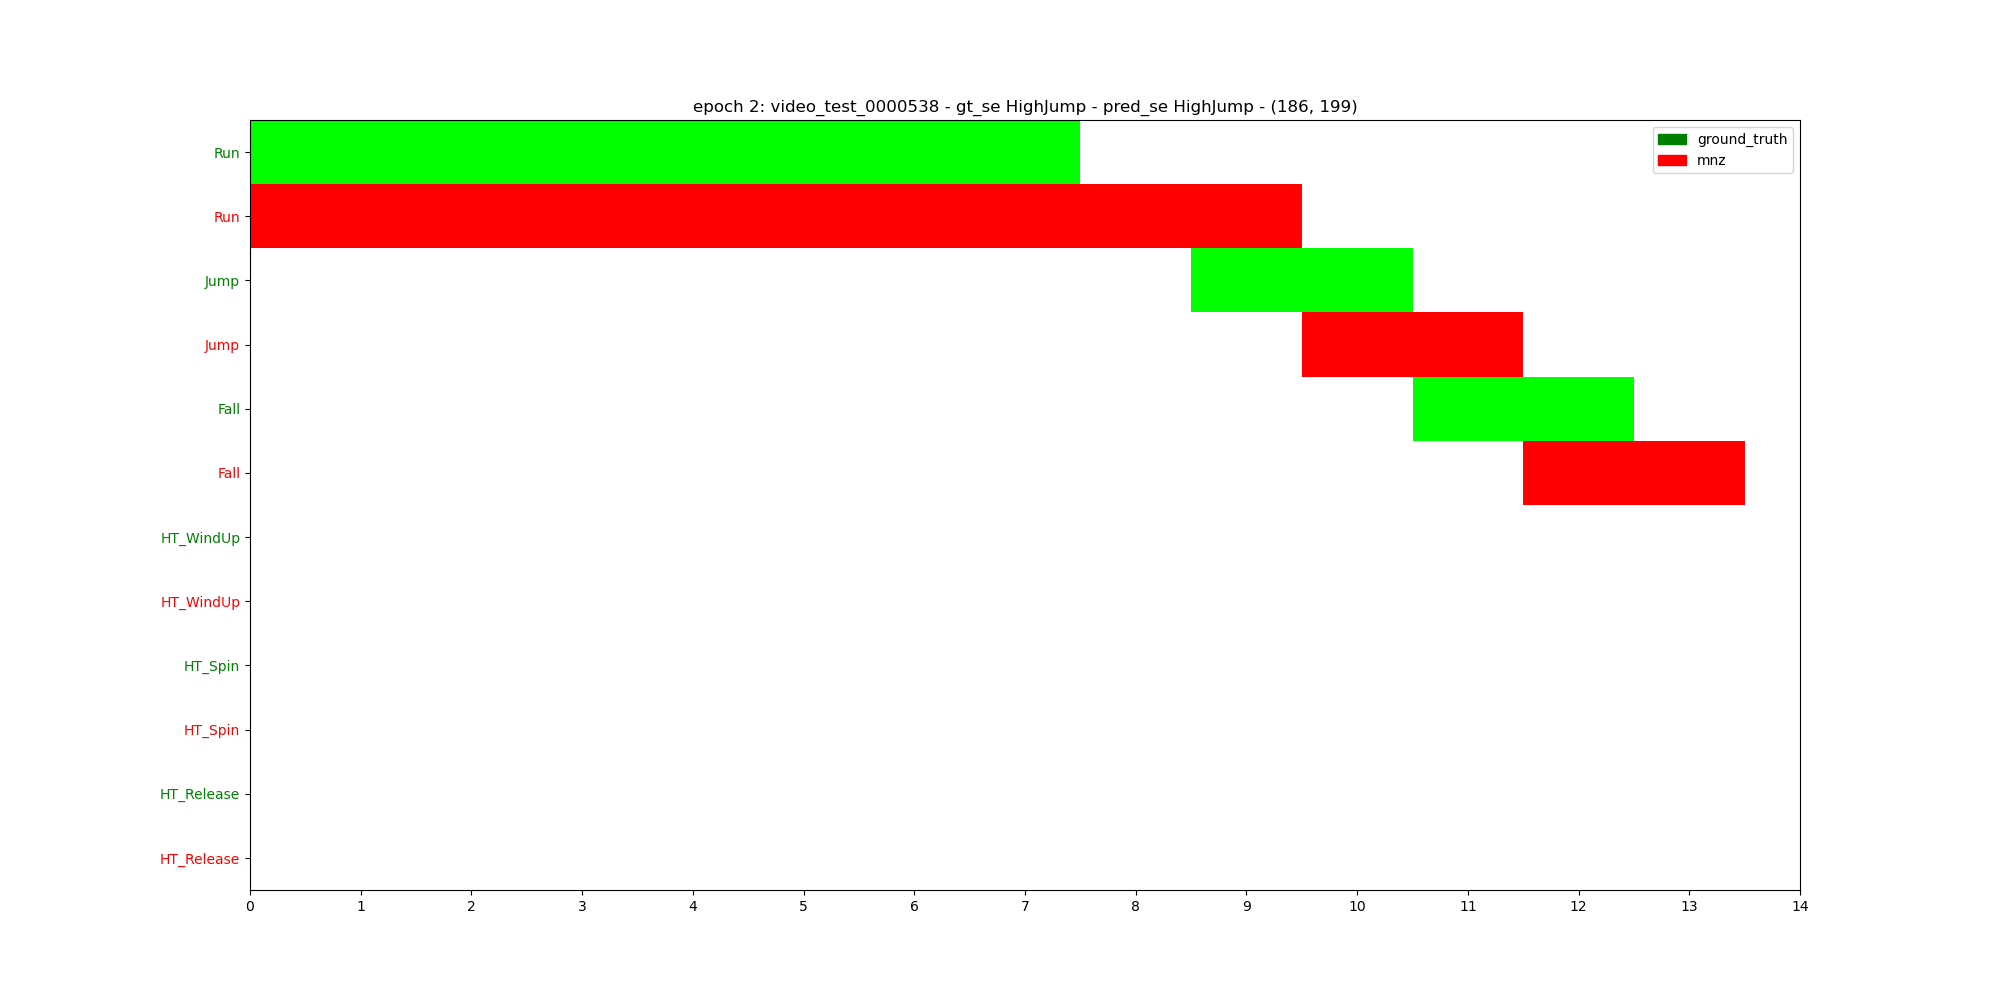 epoch 2: video_test_0000538 - gt_se HighJump - pred_se HighJump - (186, 199)
ground_truth
mnz
Run
Run
Jump
Jump
Fall
Fall
HT_WindUp
HT_WindUp
HT_Spin
HT_Spin
HT_Release
HT_Release
0 1 2 3 4 5 6 7 8 9 10 11 12 13 14